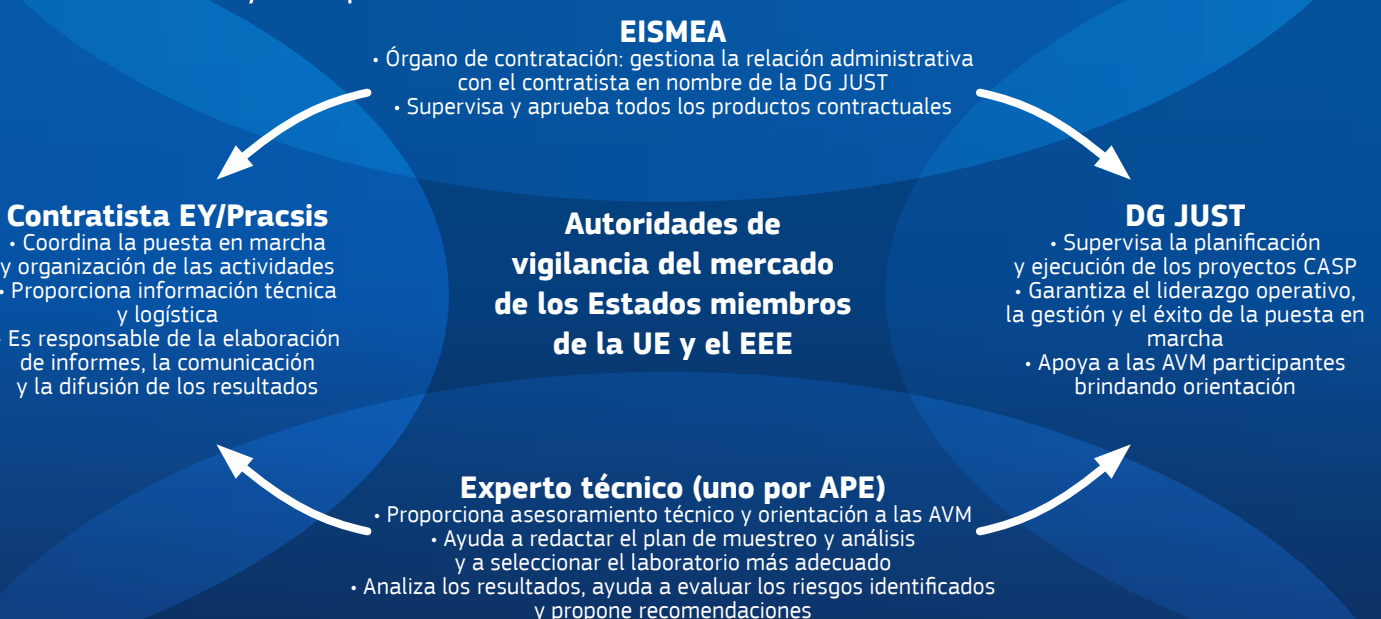 EISMEA
• Órgano de contratación: gestiona la relación administrativa
con el contratista en nombre de la DG JUST
• Supervisa y aprueba todos los productos contractuales
Contratista EY/Pracsis
• Coordina la puesta en marcha
y organización de las actividades
• Proporciona información técnica
y logística
Es responsable de la elaboración
de informes, la comunicación
y la difusión de los resultados
Autoridades de
vigilancia del mercado
de los Estados miembros
de la UE y el EEE
DG JUST
• Supervisa la planificación
y ejecución de los proyectos CASP
• Garantiza el liderazgo operativo,
la gestión y el éxito de la puesta en
marcha
• Apoya a las AVM participantes
brindando orientación
Experto técnico (uno por APE)
• Proporciona asesoramiento técnico y orientación a las AVM
• Ayuda a redactar el plan de muestreo y análisis
y a seleccionar el laboratorio más adecuado
• Analiza los resultados, ayuda a evaluar los riesgos identificados
y propone recomendaciones